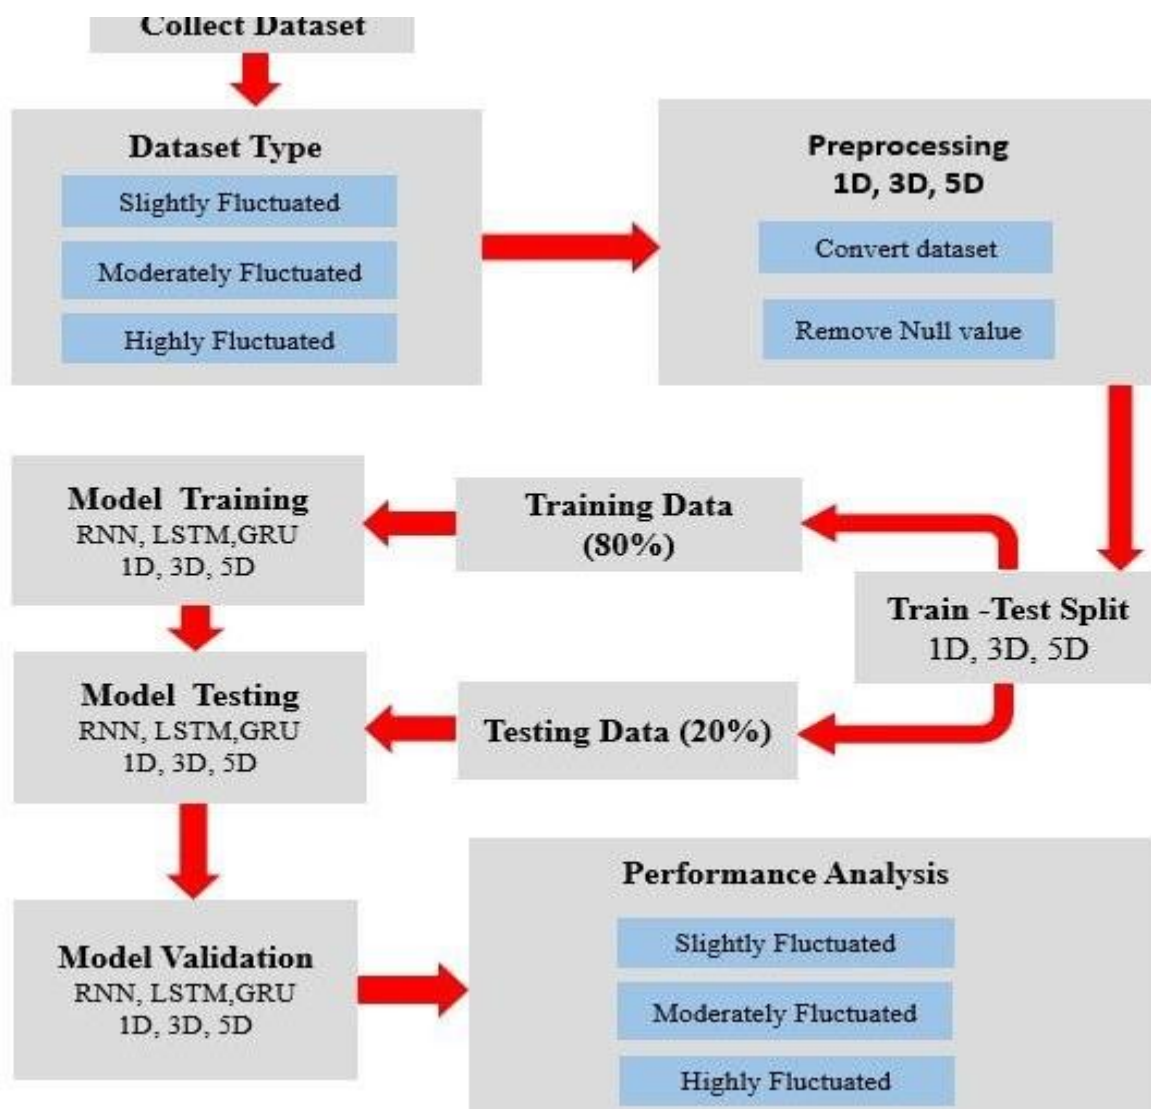 Collect Dataset
Dataset Type
Slightly Fluctuated
Moderately Fluctuated
Highly Fluctuated
Preprocessing
1D, 3D, 5D
Convert dataset
Remove Null value
Model  Training
RNN, LSTM,GRU
1D, 3D, 5D
Training Data
(80%)
Train -Test Split
1D, 3D, 5D
Model  Testing
RNN, LSTM,GRU
1D, 3D, 5D
Testing Data (20%)
Model Validation
RNN, LSTM,GRU
1D, 3D, 5D
Performance Analysis
Slightly Fluctuated
Moderately Fluctuated
Highly Fluctuated